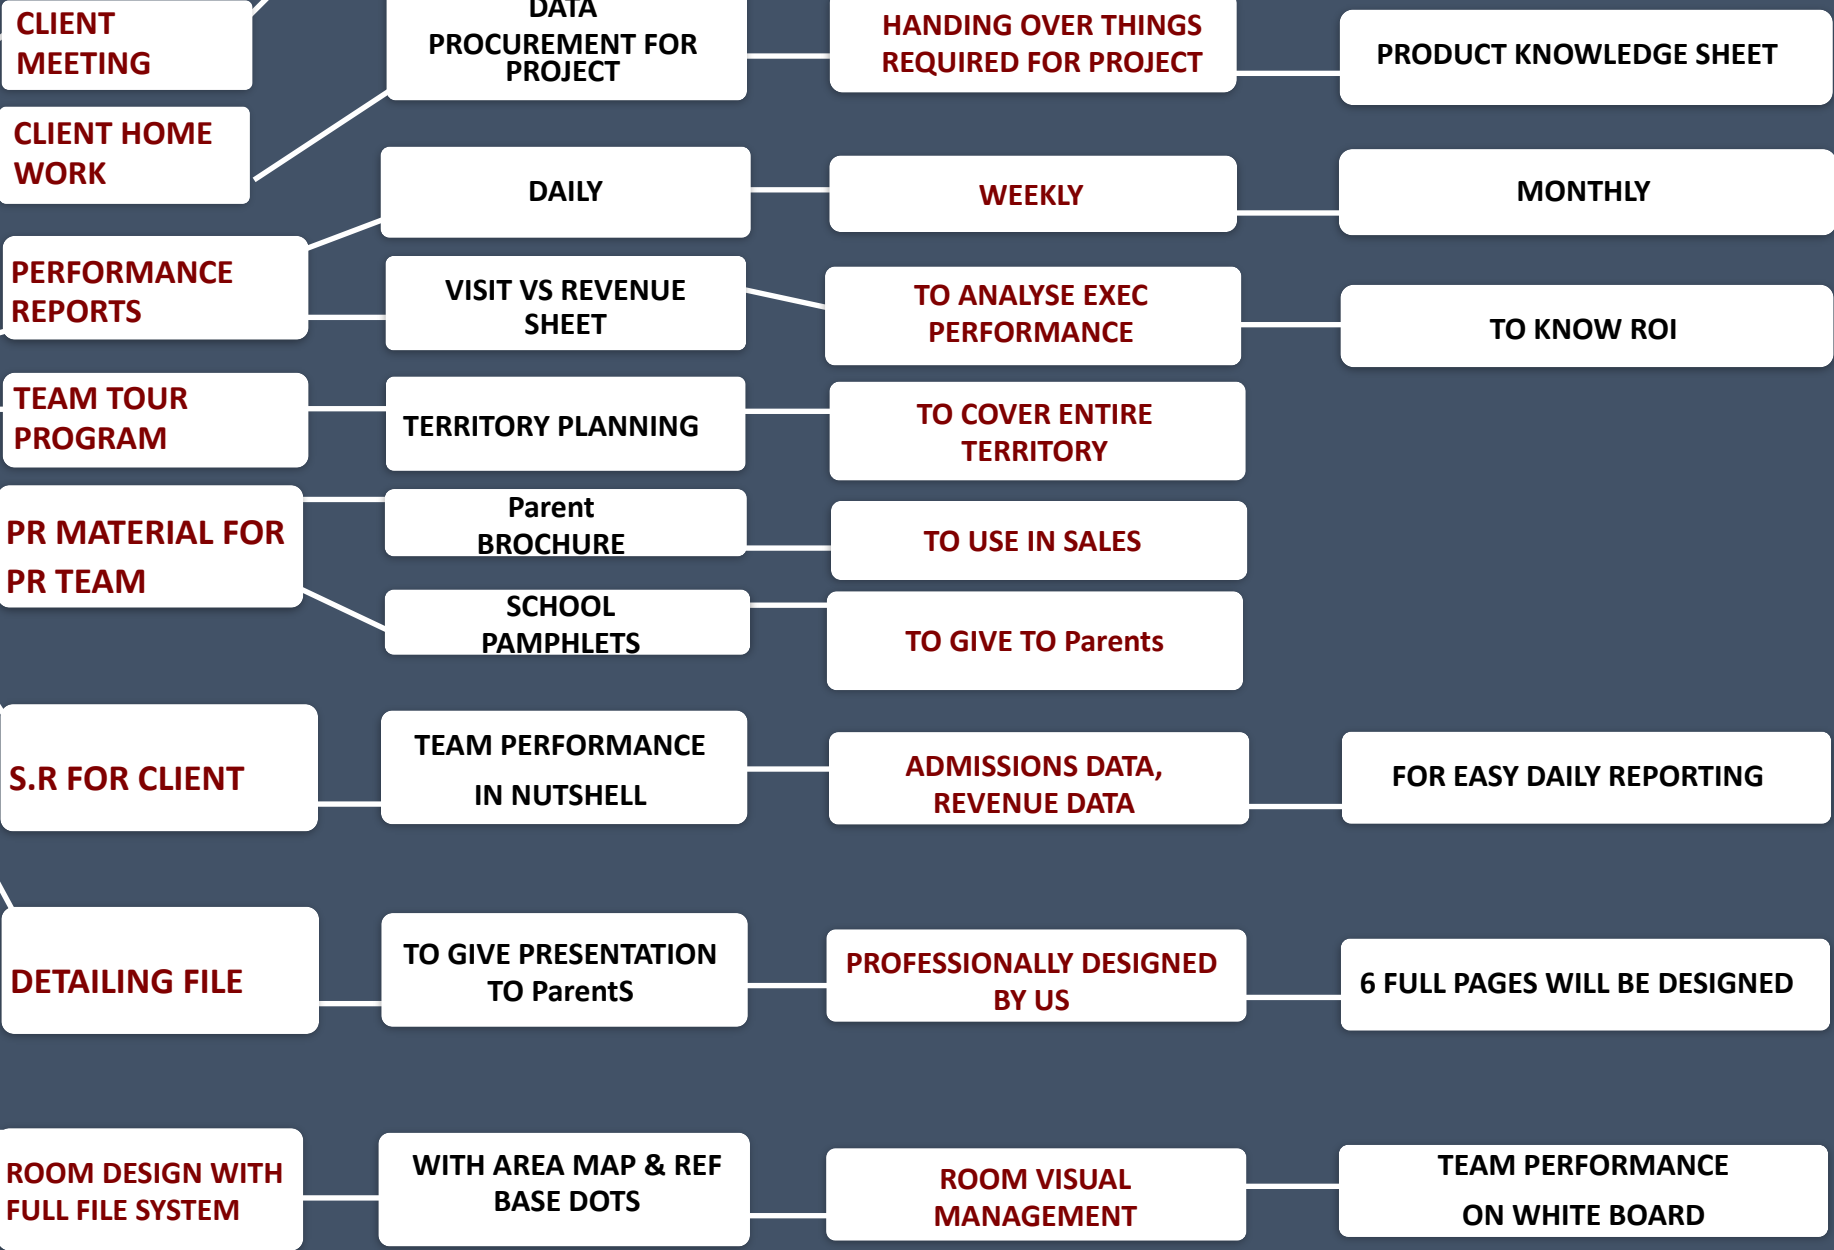 CLIENT
MEETING
DATA
PROCUREMENT FOR
PROJECT
HANDING OVER THINGS
REQUIRED FOR PROJECT
PRODUCT KNOWLEDGE SHEET
CLIENT HOME
WORK
DAILY
WEEKLY
MONTHLY
PERFORMANCE
REPORTS
VISIT VS REVENUE
SHEET
TO ANALYSE EXEC
PERFORMANCE
TO KNOW ROI
TEAM TOUR
PROGRAM
TERRITORY PLANNING
TO COVER ENTIRE
TERRITORY
PR MATERIAL FOR
PR TEAM
Parent
BROCHURE
TO USE IN SALES
SCHOOL
PAMPHLETS
TO GIVE TO Parents
S.R FOR CLIENT
TEAM PERFORMANCE
IN NUTSHELL
ADMISSIONS DATA,
REVENUE DATA
FOR EASY DAILY REPORTING
DETAILING FILE
TO GIVE PRESENTATION
TO ParentS
PROFESSIONALLY DESIGNED
BY US
6 FULL PAGES WILL BE DESIGNED
ROOM DESIGN WITH
FULL FILE SYSTEM
WITH AREA MAP & REF
BASE DOTS
ROOM VISUAL
MANAGEMENT
TEAM PERFORMANCE
ON WHITE BOARD